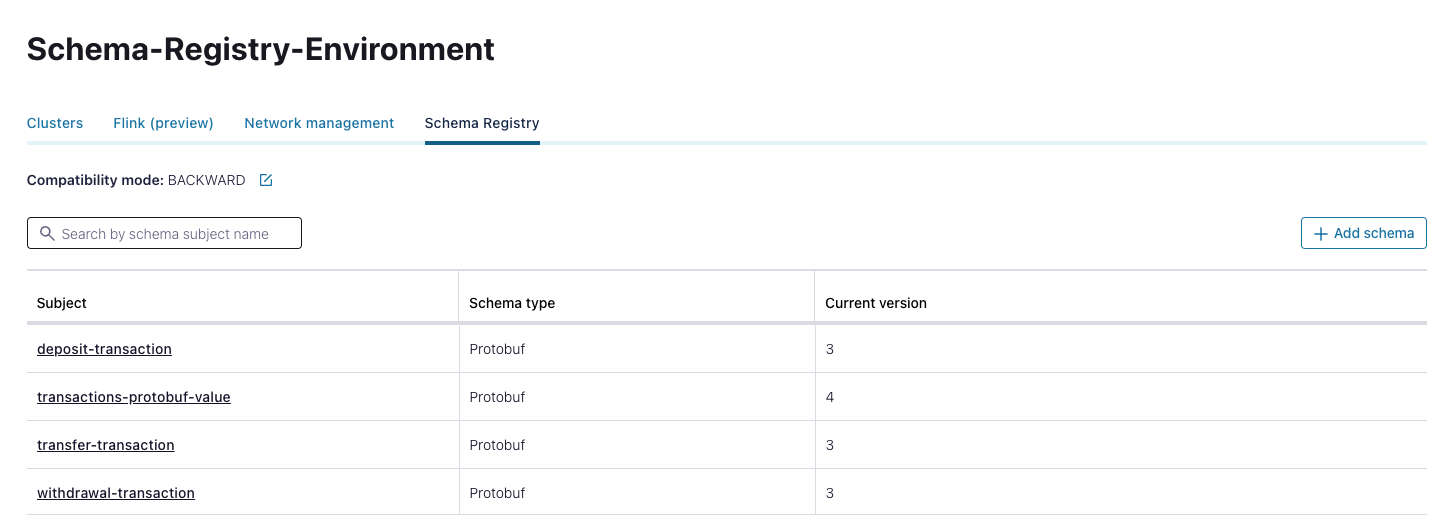 Schema-Registry-Environment
Clusters Flink (preview) Network management Schema Registry
Compatibility mode: BACKWARD
Search by schema subject name Add schema
Subject Schema type Current version
deposit-transaction Protobuf 3
transactions-protobuf-value Protobuf 4
transfer-transaction Protobuf 3
withdrawal-transaction Protobuf 3